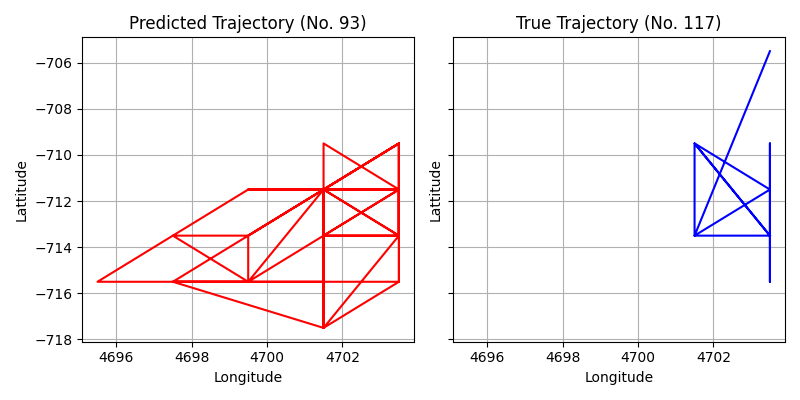 Predicted Trajectory (No. 93)
True Trajectory (No. 117)
−706
−708
−710
−712
−714
−716
−718
Lattitude
Lattitude
4696 4698 4700 4702
4696 4698 4700 4702
Longitude
Longitude